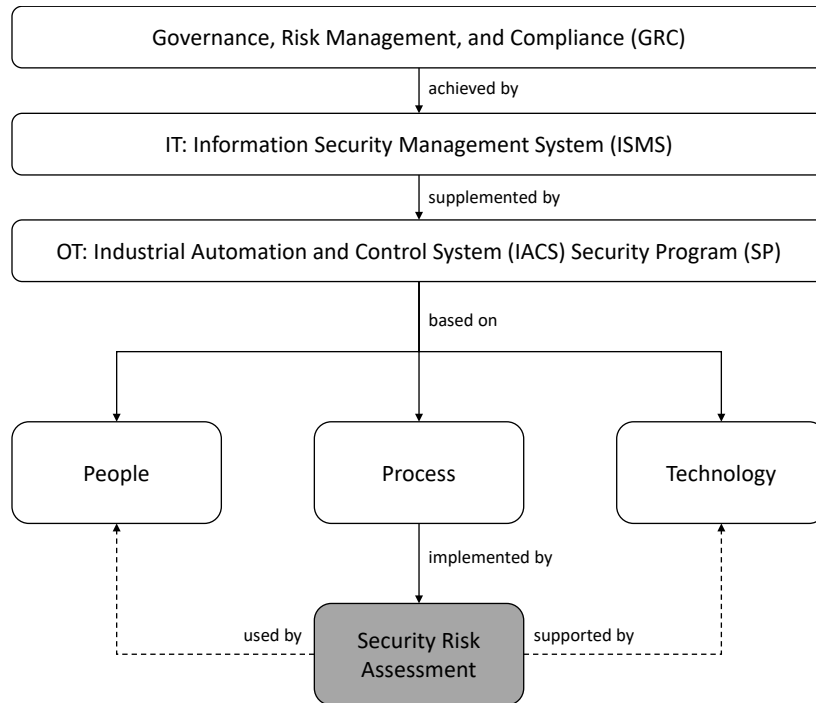 Governance, Risk Management, and Compliance (GRC)
achieved by
IT: Information Security Management System (ISMS)
supplemented by
OT: Industrial Automation and Control System (IACS) Security Program (SP)
based on
People
Process
Technology
implemented by
used by
Security Risk
Assessment
supported by